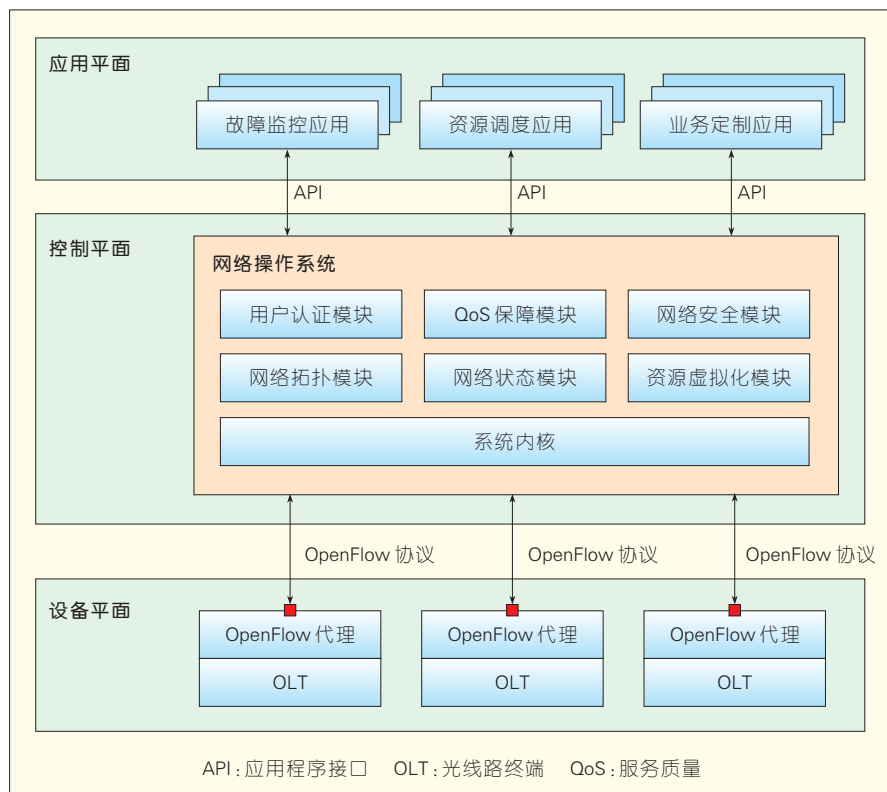 应用平面
故障监控应用 资源调度应用 业务定制应用
API API API
控制平面
网络操作系统
用户认证模块 QoS 保障模块 网络安全模块
网络拓扑模块 网络状态模块 资源虚拟化模块
系统内核
OpenFlow 协议 OpenFlow 协议 OpenFlow 协议
设备平面
OpenFlow 代理 OpenFlow 代理 OpenFlow 代理
OLT OLT OLT
API:应用程序接口 OLT:光线路终端 QoS:服务质量